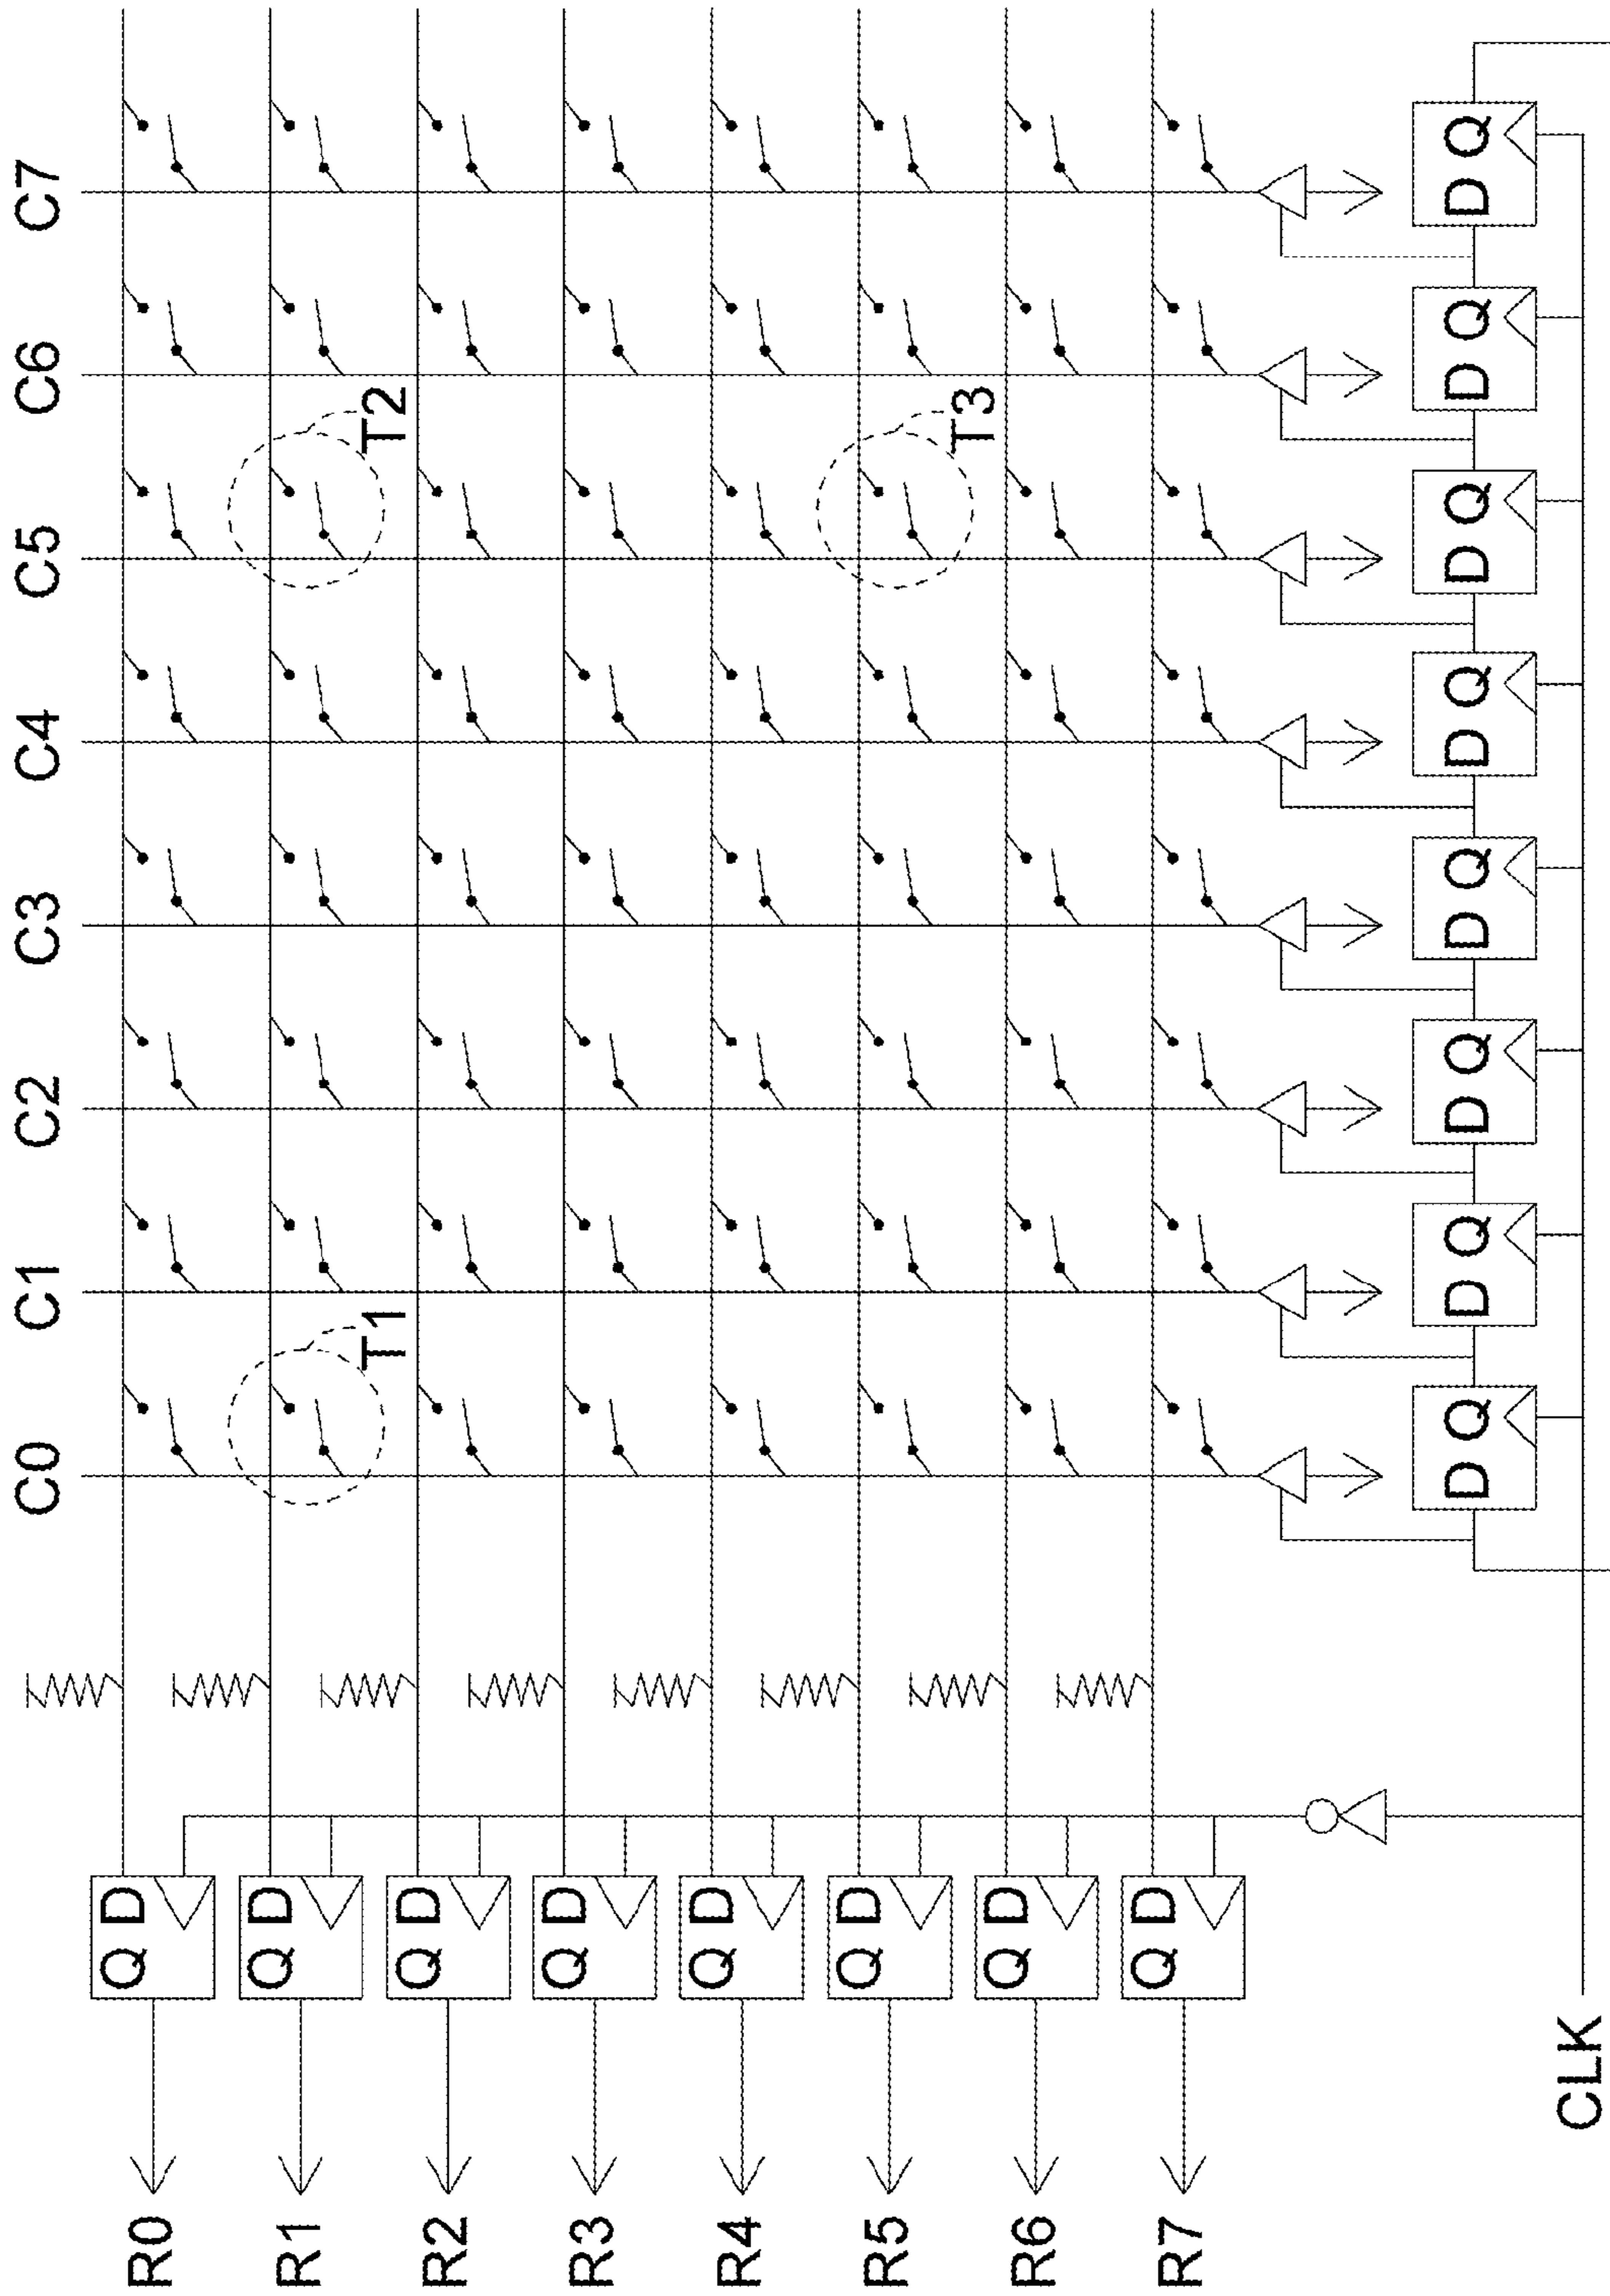 C0 C1 C2 C3 C4 C5 C6 C7
R0 Q D
R1 Q D
T1 T2
R2 Q D
R3 Q D
R4 Q D
R5 Q D
T3
R6 Q D
R7 Q D
D Q D Q D Q D Q D Q D Q D Q D Q
CLK